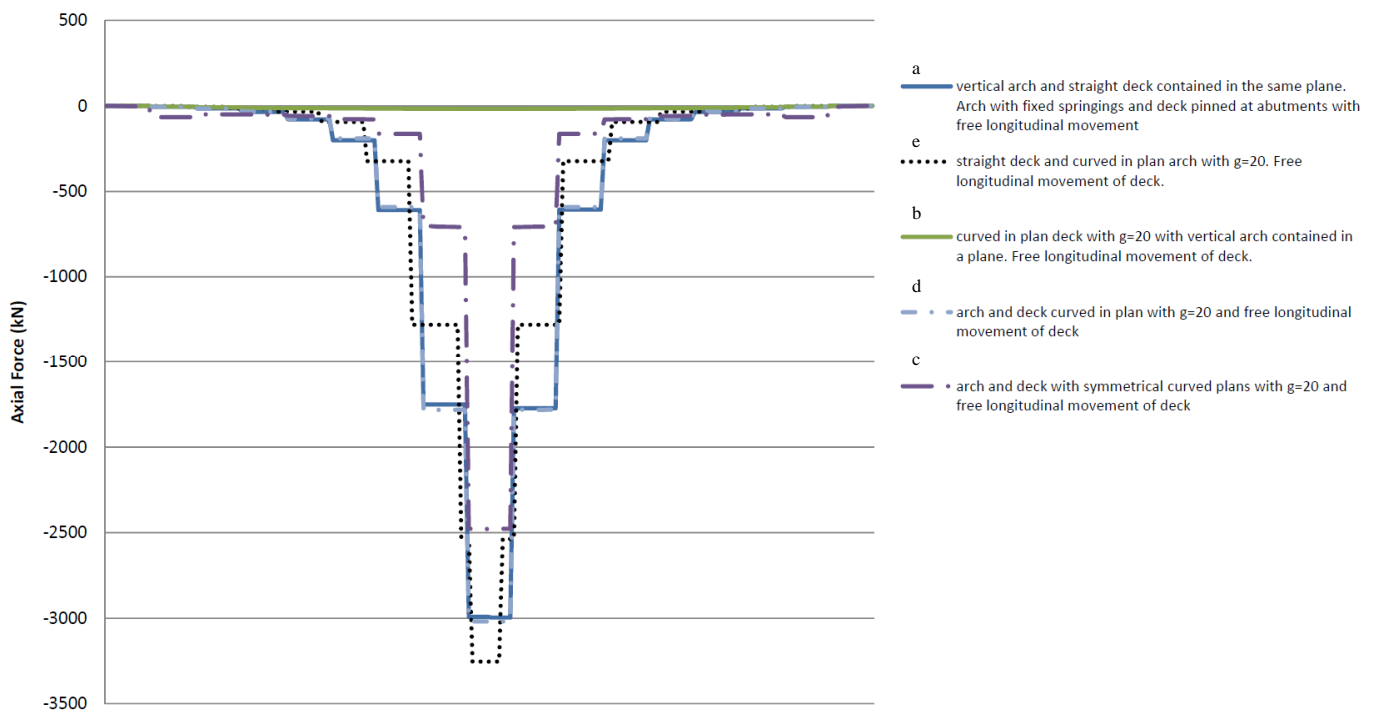 500
0
-500
-1000
-1500
-2000
-2500
-3000
-3500
Axial Force (kN)
a
vertical arch and straight deck contained in the same plane.
Arch with fixed springings and deck pinned at abutments with
free longitudinal movement
e
straight deck and curved in plan arch with g=20. Free
longitudinal movement of deck.
b
curved in plan deck with g=20 with vertical arch contained in
a plane. Free longitudinal movement of deck.
d
arch and deck curved in plan with g=20 and free longitudinal
movement of deck
c
arch and deck with symmetrical curved plans with g=20 and
free longitudinal movement of deck